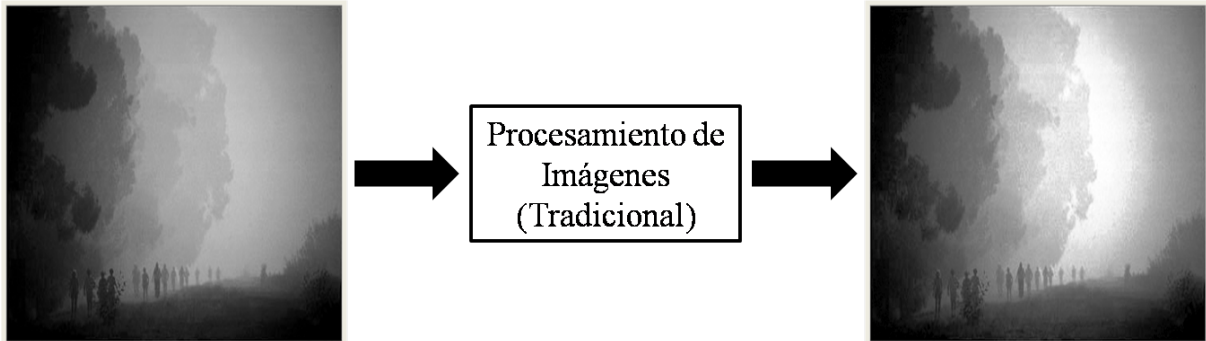 Procesamiento de
Imágenes
(Tradicional)